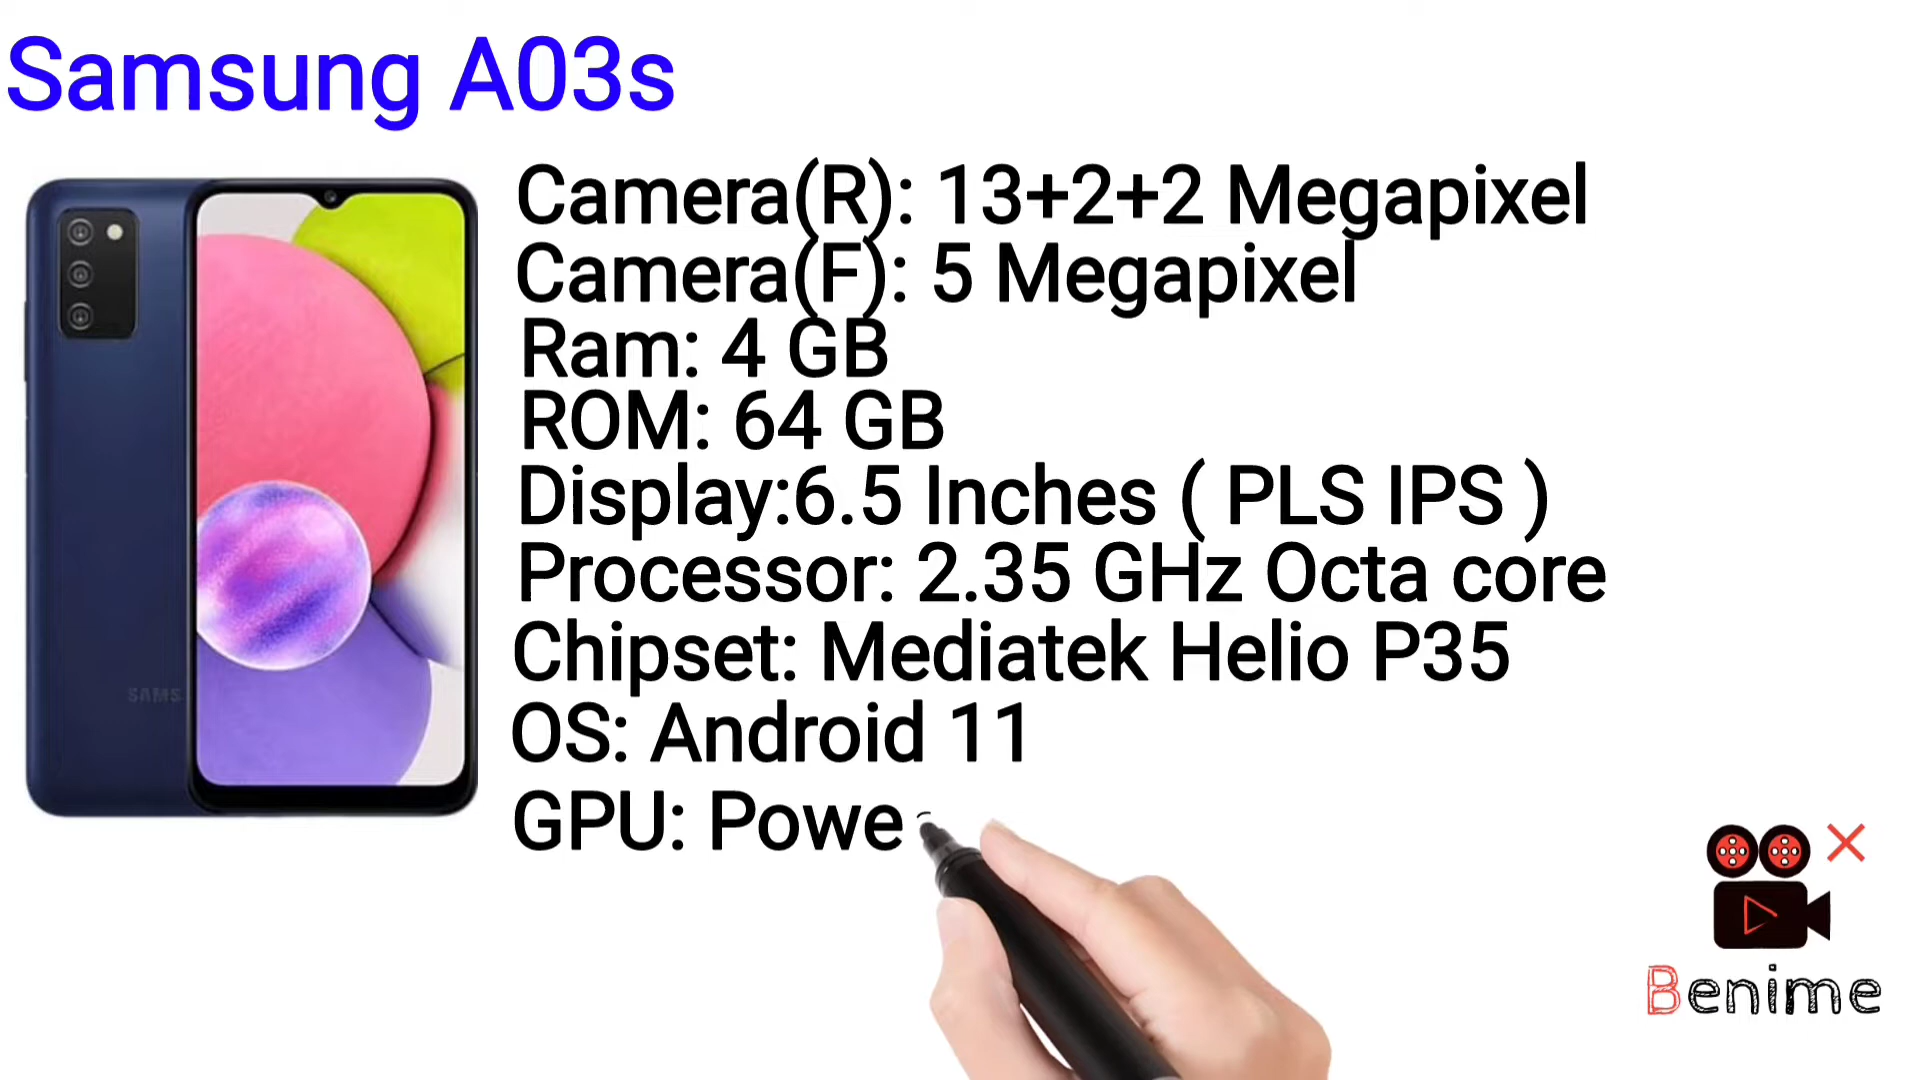 Samsung A03s
Camera(R): 13+2+2 Megapixel
Camera(F): 5 Megapixel
Ram: 4 GB
ROM: 64 GB
Display:6.5 Inches ( PLS IPS )
Processor: 2.35 GHz Octa core
Chipset: Mediatek Helio P35
OS: Android 11
GPU: Powe
SAMS
Benime